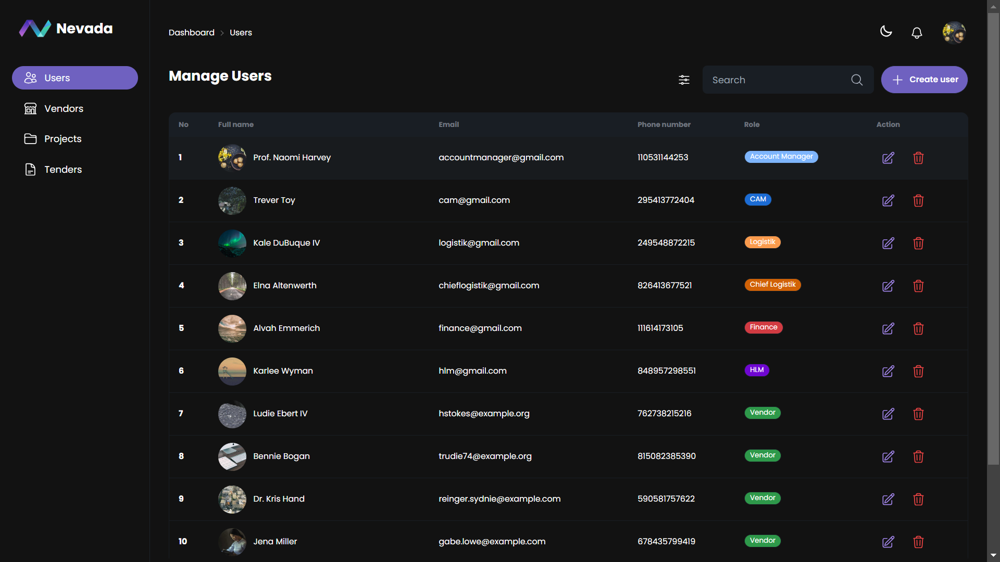 Nevada
Dashboard > Users
Users
Vendors
Projects
Tenders
Manage Users
Search
Create user
No Full name Email Phone number Role Action
1 Prof. Naomi Harvey accountmanager@gmail.com 110531144253 Account Manager
2 Trever Toy cam@gmail.com 295413772404 CAM
3 Kale DuBuque IV logistik@gmail.com 249548872215 Logistik
4 Elna Altenwerth chieflogistik@gmail.com 826413677521 Chief Logistik
5 Alvah Emmerich finance@gmail.com 111614173105 Finance
6 Karlee Wyman hlm@gmail.com 848957298551 HLM
7 Ludie Ebert IV hstokes@example.org 762738215216 Vendor
8 Bennie Bogan trudie74@example.org 815082385390 Vendor
9 Dr. Kris Hand reinger.sydnie@example.com 590581757622 Vendor
10 Jena Miller gabe.lowe@example.com 678435799419 Vendor